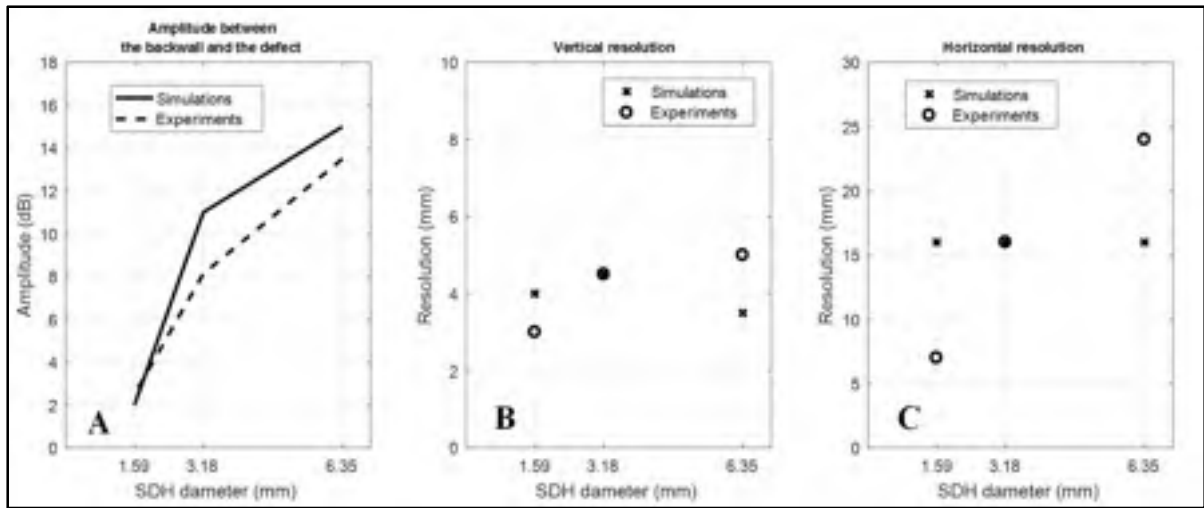 Amplitude between
the backwall and the defect
18
16
14
12
10
8
6
4
2
0
Amplitude (dB)
Simulations
Experiments
A
1.59
3.18
6.35
SDH dameter (mm)
Vertical resolution
10
8
6
4
2
0
Resolution (mm)
Simulations
Experiments
B
1.59
3.18
6.35
SDH dameter (mm)
Horizontal resolution
30
25
20
15
10
5
0
Resolution (mm)
Simulations
Experiments
C
1.59
3.18
6.35
SDH dameter (mm)